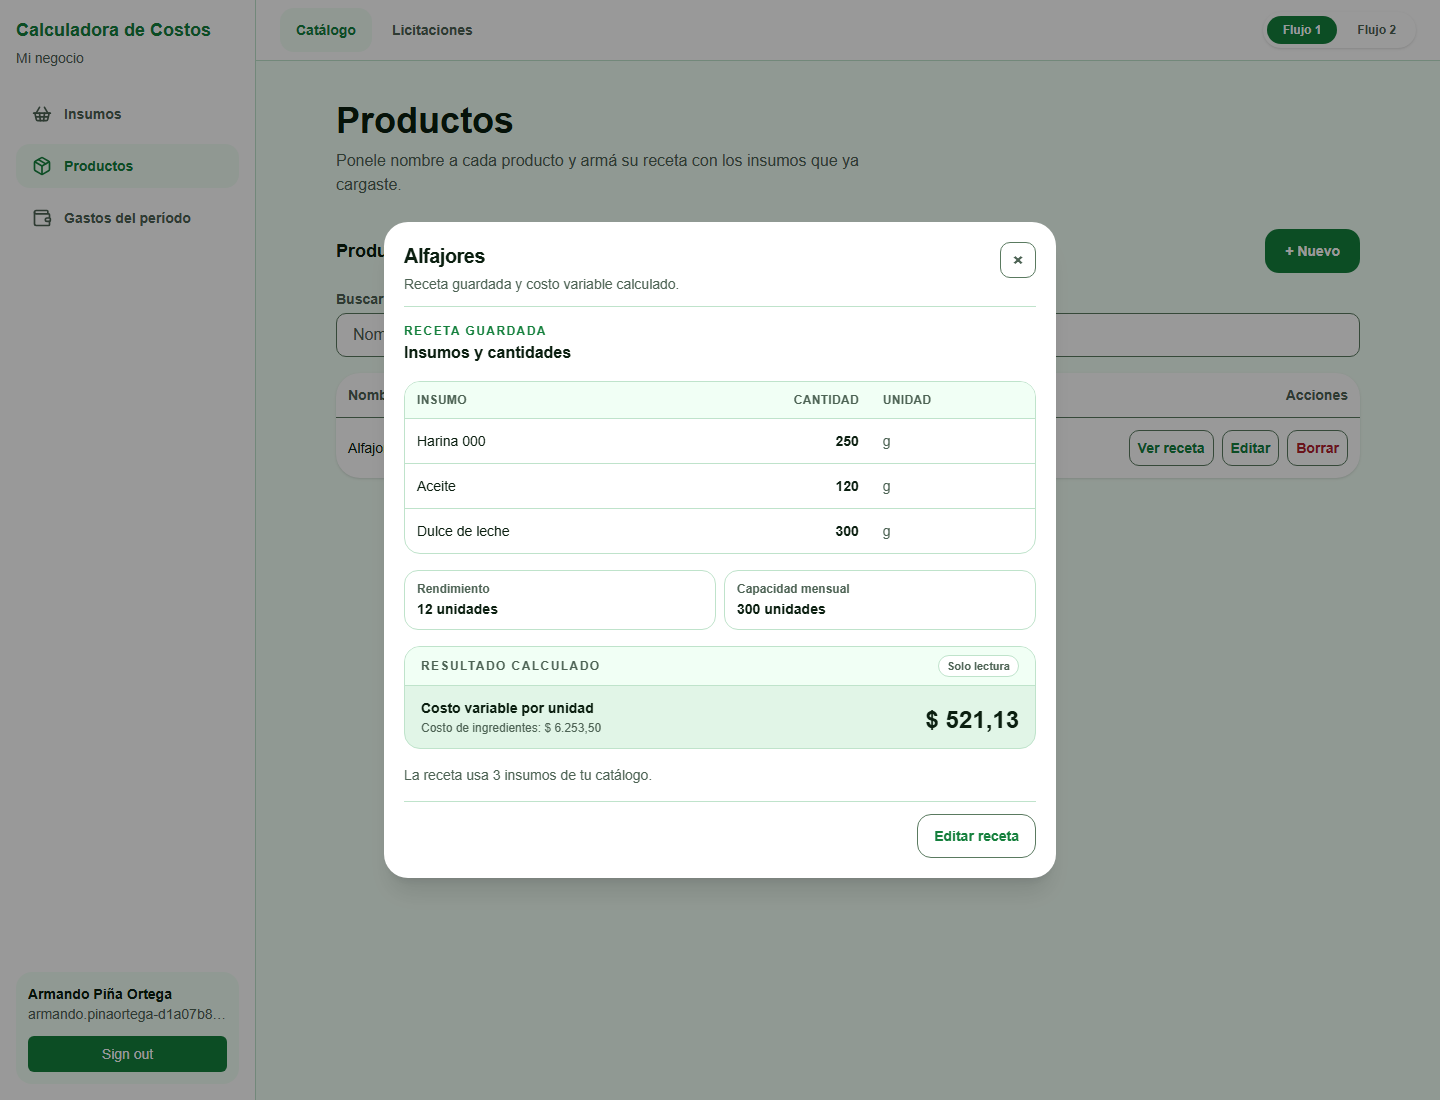 Calculadora de Costos
Mi negocio
Insumos
Productos
Gastos del período
Armando Piña Ortega
armando.pinaortega-d1a07b8...
Sign out
Catálogo
Licitaciones
Flujo 1
Flujo 2
Productos
Ponele nombre a cada producto y armá su receta con los insumos que ya
cargaste.
Produ
+ Nuevo
Buscar
Nom
Nomb
Acciones
Alfajo
Ver receta
Editar
Borrar
Alfajores
×
Receta guardada y costo variable calculado.
RECETA GUARDADA
Insumos y cantidades
INSUMO CANTIDAD UNIDAD
Harina 000 250 g
Aceite 120 g
Dulce de leche 300 g
Rendimiento
12 unidades
Capacidad mensual
300 unidades
RESULTADO CALCULADO
Solo lectura
Costo variable por unidad
Costo de ingredientes: $ 6.253,50
$ 521,13
La receta usa 3 insumos de tu catálogo.
Editar receta